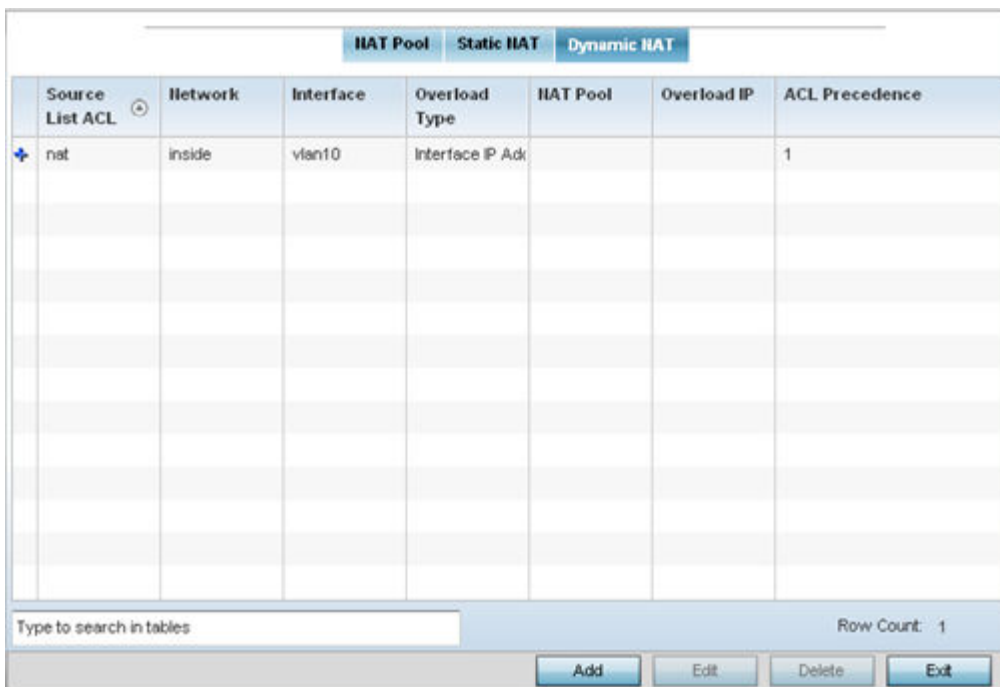 NAT Pool Static NAT Dynamic NAT
Source List ACL Network Interface Overload Type NAT Pool Overload IP ACL Precedence
nat inside vlan10 Interface IP Add 1
Type to search in tables Row Count: 1
Add Edit Delete Exit